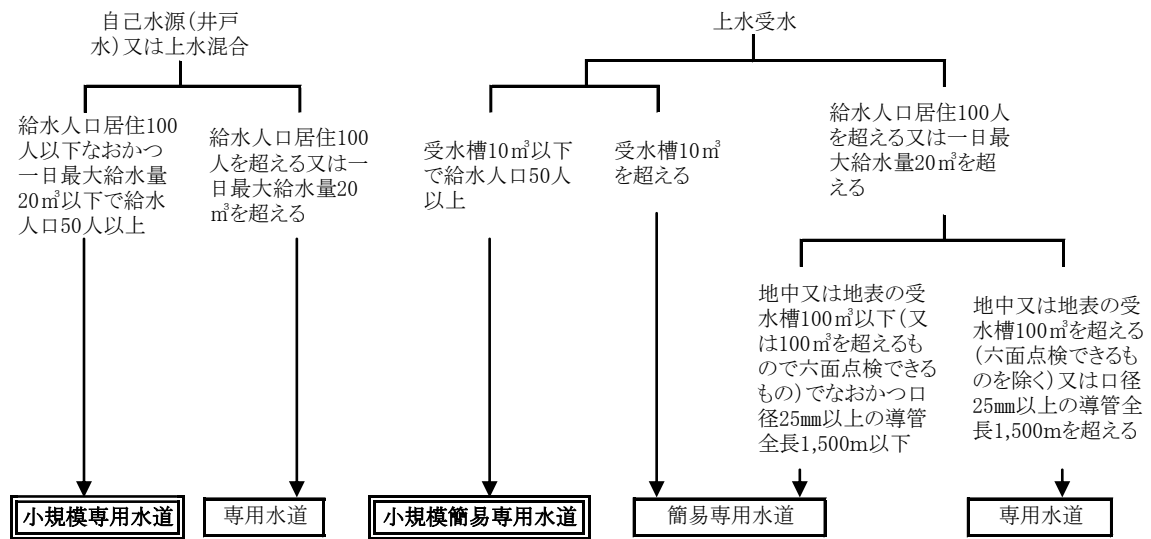 自己水源(井戸
水)又は上水混合
上水受水
給水人口居住100
人以下なおかつ
一日最大給水量
20㎥以下で給水
人口50人以上
給水人口居住100
人を超える又は一
日最大給水量20
㎥を超える
受水槽10㎥以下
で給水人口50人
以上
受水槽10㎥
を超える
給水人口居住100人
を超える又は一日最
大給水量20㎥を超
える
地中又は地表の受
水槽100㎥以下(又
は100㎥を超えるも
ので六面点検できる
もの)でなおかつ口
径25㎜以上の導管
全長1,500m以下
地中又は地表の受
水槽100㎥を超える
(六面点検できるも
のを除く)又は口径
25㎜以上の導管全
長1,500mを超える
小規模専用水道
専用水道
小規模簡易専用水道
簡易専用水道
専用水道